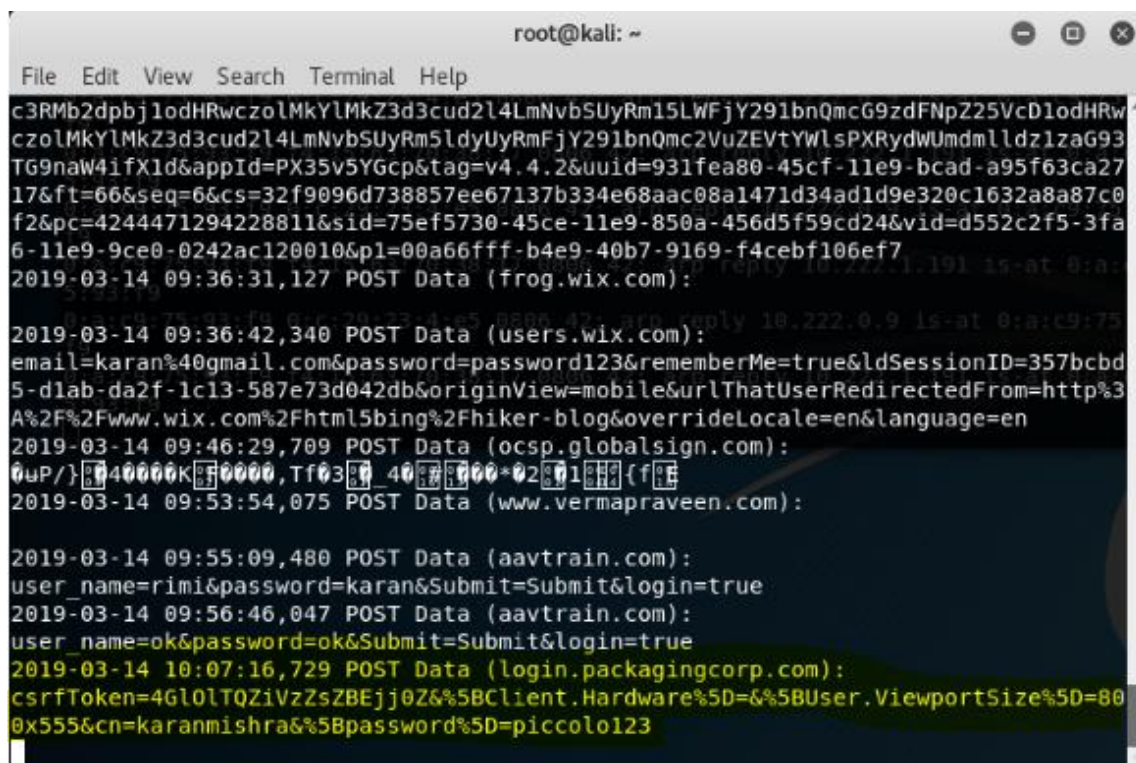 root@kali: ~
File Edit View Search Terminal Help
c3RMb2dpbj1odHRwczolMkYlMkZ3d3cud2l4LmNvbSUyRm15LWFjY291bnQmcG9zdFNpZ25VcD1odHRw
czolMkYlMkZ3d3cud2l4LmNvbSUyRm5ldyUyRmFjY291bnQmc2VuZEVtYWlsPXRydWUmdmlldz1zaG93
TG9naW4ifX1d&appId=PX35v5YGcp&tag=v4.4.2&uuid=931fea80-45cf-11e9-bcad-a95f63ca27
17&ft=66&seq=6&cs=32f9096d738857ee67137b334e68aac08a1471d34ad1d9e320c1632a8a87c0
f2&pc=4244471294228811&sid=75ef5730-45ce-11e9-850a-456d5f59cd24&vid=d552c2f5-3fa
6-11e9-9ce0-0242ac120010&p1=00a66fff-b4e9-40b7-9169-f4cebf106ef7
2019-03-14 09:36:31,127 POST Data (frog.wix.com):
2019-03-14 09:36:42,340 POST Data (users.wix.com):
email=karan%40gmail.com&password=password123&rememberMe=true&ldSessionID=357bcbd
5-d1ab-da2f-1c13-587e73d042db&originView=mobile&urlThatUserRedirectedFrom=http%3
A%2F%2Fwww.wix.com%2Fhtml5bing%2Fhiker-blog&overrideLocale=en&language=en
2019-03-14 09:46:29,709 POST Data (ocsp.globalsign.com):
2019-03-14 09:53:54,075 POST Data (www.vermapraveen.com):
2019-03-14 09:55:09,480 POST Data (aavtrain.com):
user_name=rimi&password=karan&Submit=Submit&login=true
2019-03-14 09:56:46,047 POST Data (aavtrain.com):
user_name=ok&password=ok&Submit=Submit&login=true
2019-03-14 10:07:16,729 POST Data (login.packagingcorp.com):
csrfToken=4GlOlTQZiVzZsZBEjj0Z&%5BClient.Hardware%5D=&%5BUser.ViewportSize%5D=80
0x555&cn=karanmishra&%5Bpassword%5D=piccolo123